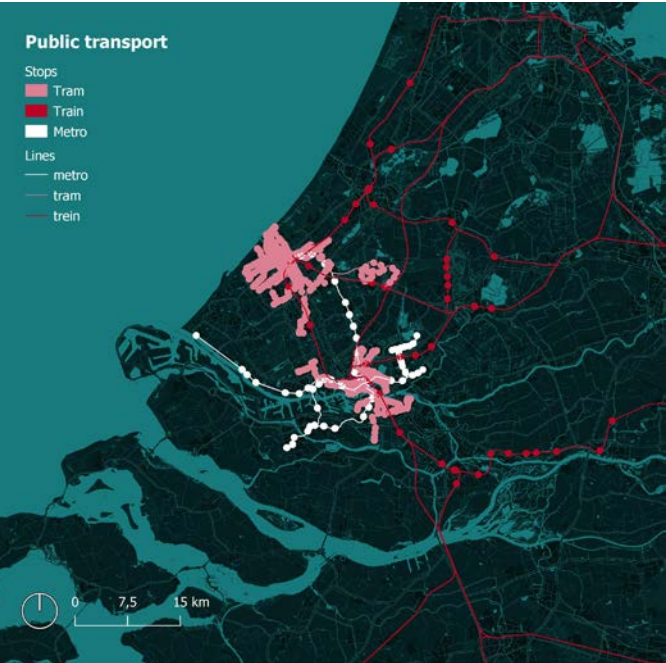 Public transport
Stops
Tram
Train
Metro
Lines
metro
tram
trein
0 7,5 15 km